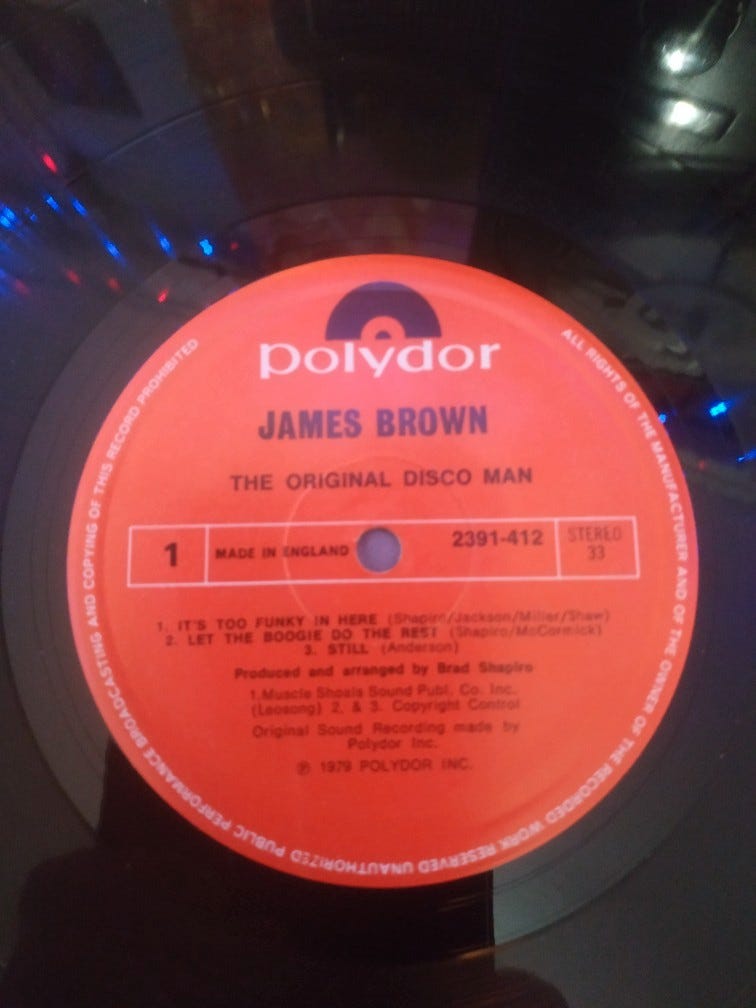 polydor
JAMES BROWN
THE ORIGINAL DISCO MAN
1 MADE IN ENGLAND 2391-412 STEREO 33
1. IT'S TOO FUNKY IN HERE (Shapiro/Jackson/Miller/Shaw)
2. LET THE BOOGIE DO THE REST (Shapiro/McCormick)
3. STILL (Anderson)
Produced and arranged by Brad Shapiro
1.Muscle Shoals Sound Publ. Co. Inc.
(Leosong) 2, & 3. Copyright Control
Original Sound Recording made by
Polydor Inc.
℗ 1979 POLYDOR INC.
ALL RIGHTS OF THE MANUFACTURER AND OF THE OWNER OF THE RECORDED WORK RESERVED UNAUTHORIZED PUBLIC PERFORMANCE BROADCASTING AND COPYING OF THIS RECORD PROHIBITED